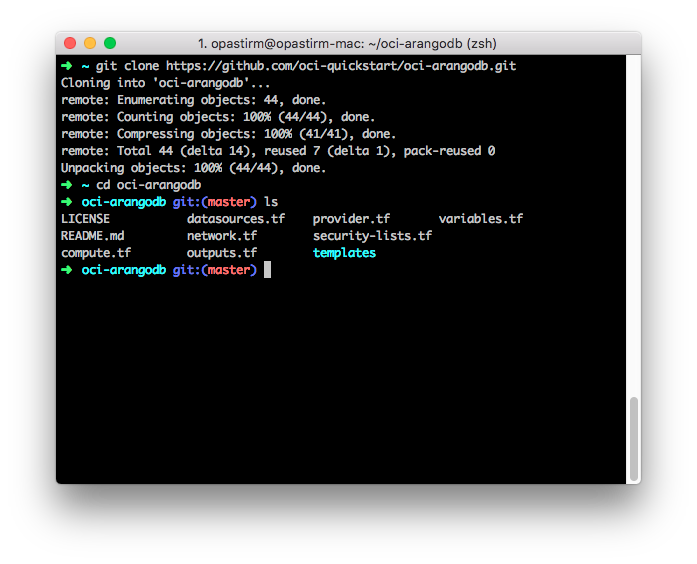 1. opastirm@opastirm-mac: ~/oci-arangodb (zsh)
➜ ~ git clone https://github.com/oci-quickstart/oci-arangodb.git
Cloning into 'oci-arangodb'...
remote: Enumerating objects: 44, done.
remote: Counting objects: 100% (44/44), done.
remote: Compressing objects: 100% (41/41), done.
remote: Total 44 (delta 14), reused 7 (delta 1), pack-reused 0
Unpacking objects: 100% (44/44), done.
➜ ~ cd oci-arangodb
➜ oci-arangodb git:(master) ls
LICENSE datasources.tf provider.tf variables.tf
README.md network.tf security-lists.tf
compute.tf outputs.tf templates
➜ oci-arangodb git:(master)